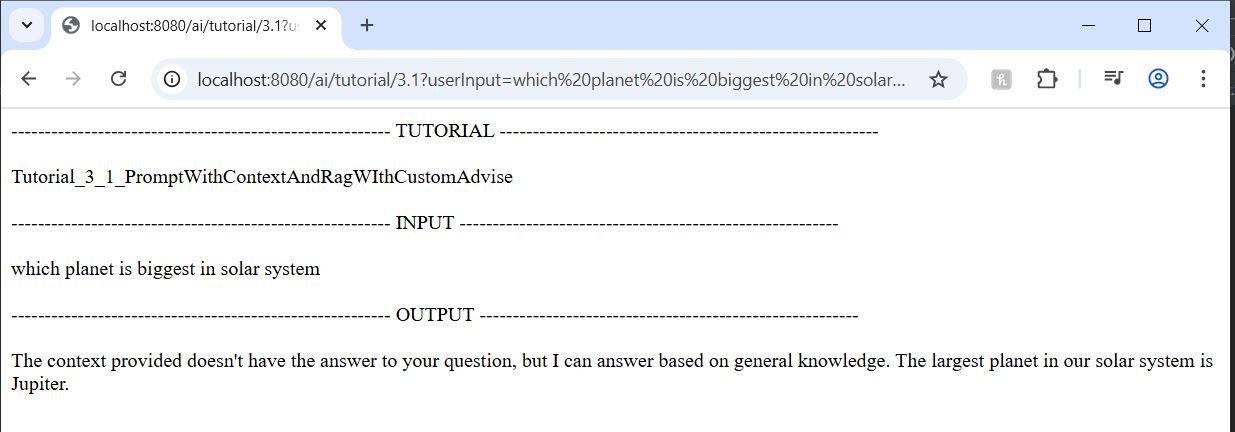 localhost:8080/ai/tutorial/3.1?us
localhost:8080/ai/tutorial/3.1?userInput=which%20planet%20is%20biggest%20in%20solar...
--------------------------------------------------------- TUTORIAL ---------------------------------------------------------
Tutorial_3_1_PromptWithContextAndRagWIthCustomAdvise
--------------------------------------------------------- INPUT ---------------------------------------------------------
which planet is biggest in solar system
--------------------------------------------------------- OUTPUT ---------------------------------------------------------
The context provided doesn't have the answer to your question, but I can answer based on general knowledge. The largest planet in our solar system is
Jupiter.